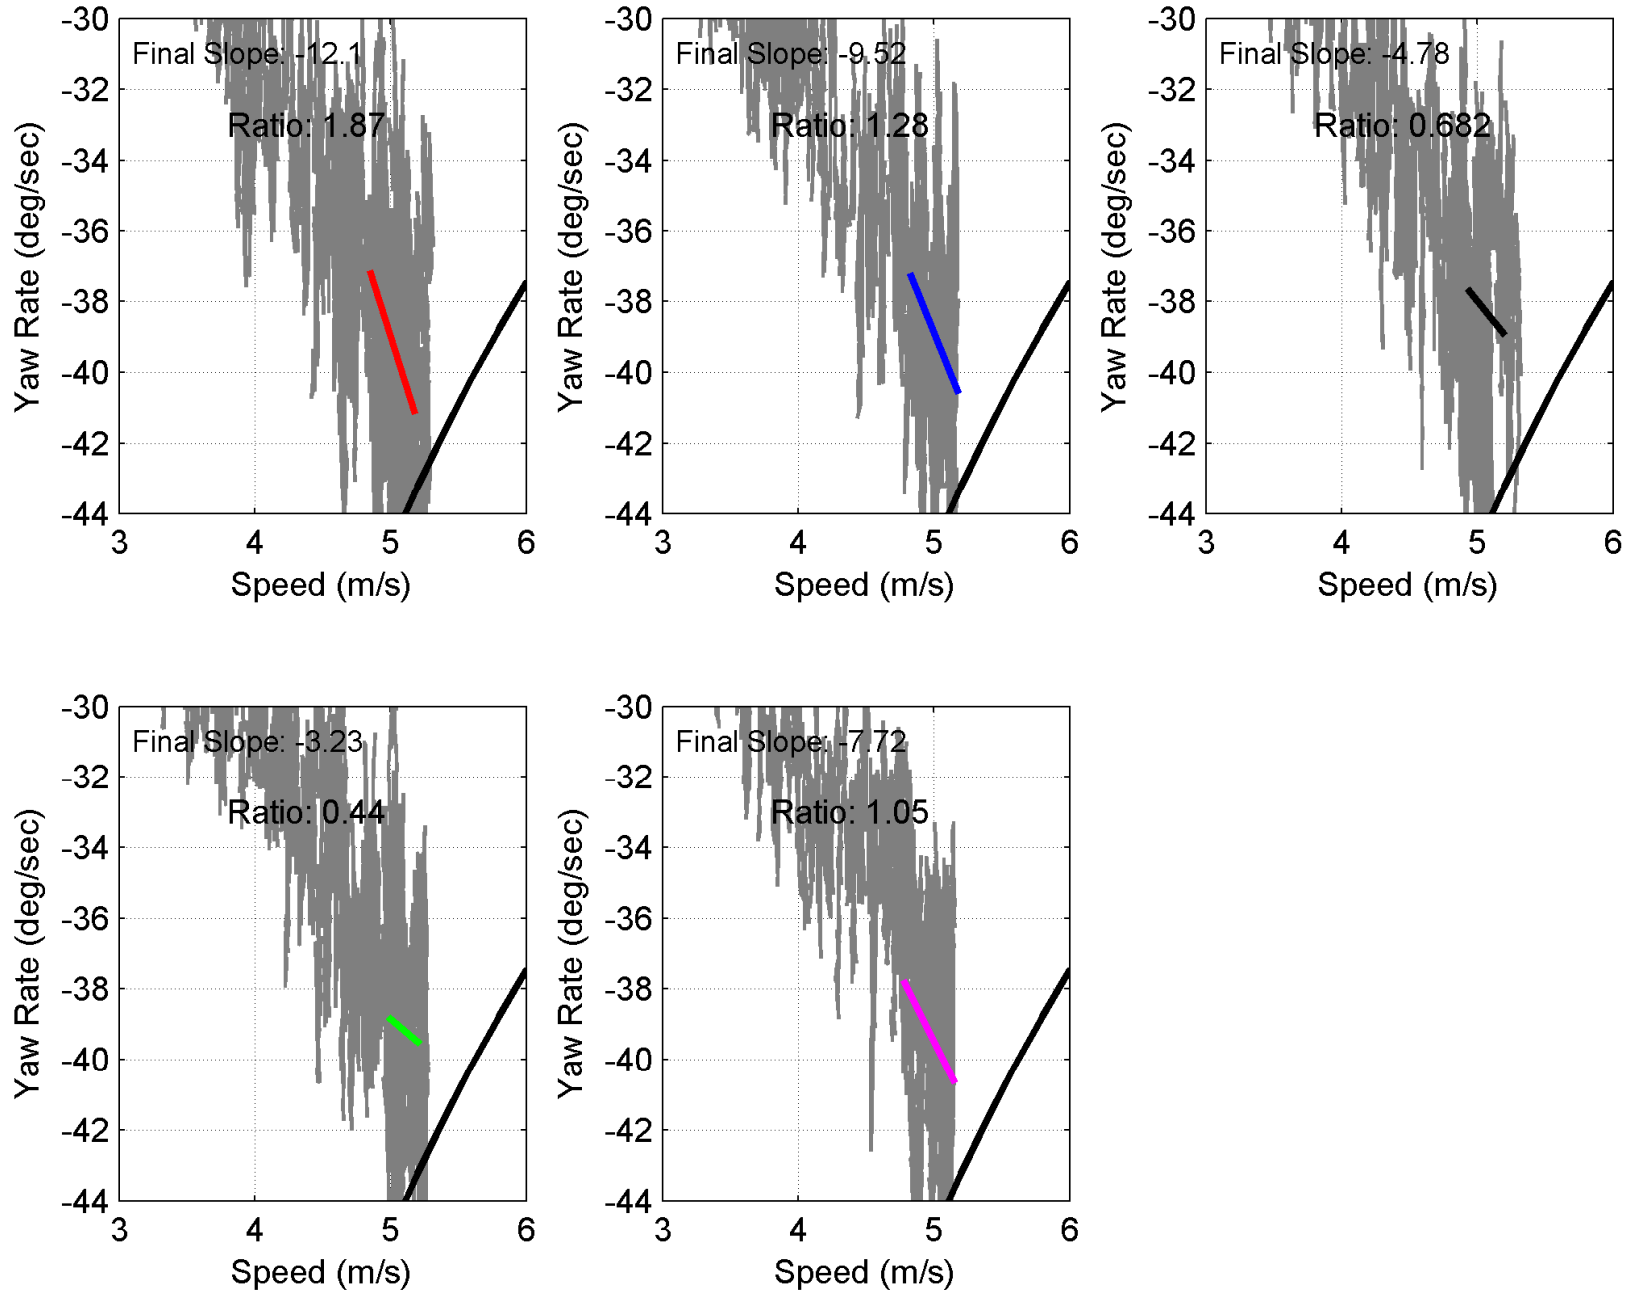 -30
-32
-34
-36
-38
-40
-42
-44
Yaw Rate (deg/sec)
Final Slope: -12.1
Ratio: 1.87
3 4 5 6
Speed (m/s)
-30
-32
-34
-36
-38
-40
-42
-44
Yaw Rate (deg/sec)
Final Slope: -9.52
Ratio: 1.28
3 4 5 6
Speed (m/s)
-30
-32
-34
-36
-38
-40
-42
-44
Yaw Rate (deg/sec)
Final Slope: -4.78
Ratio: 0.682
3 4 5 6
Speed (m/s)
-30
-32
-34
-36
-38
-40
-42
-44
Yaw Rate (deg/sec)
Final Slope: -3.23
Ratio: 0.44
3 4 5 6
Speed (m/s)
-30
-32
-34
-36
-38
-40
-42
-44
Yaw Rate (deg/sec)
Final Slope: -7.72
Ratio: 1.05
3 4 5 6
Speed (m/s)